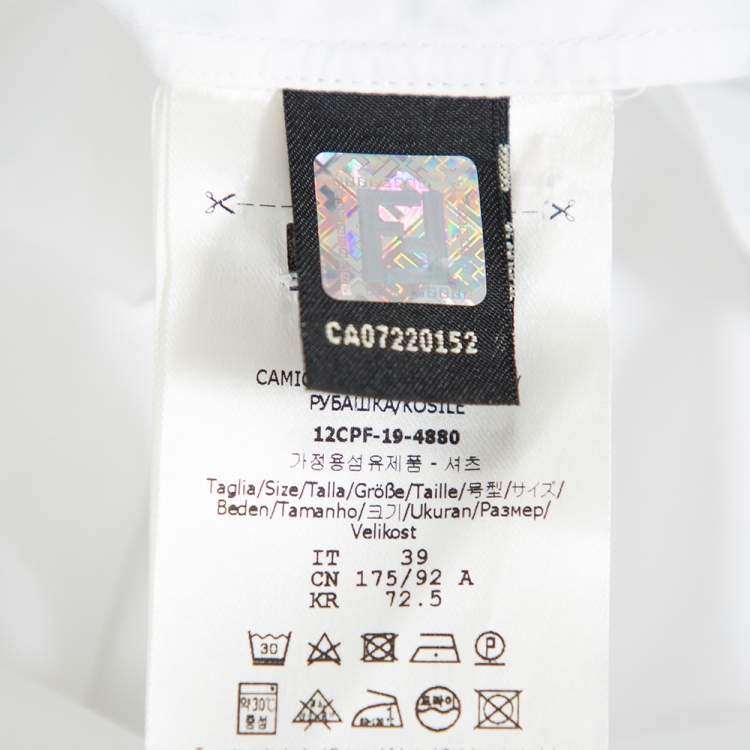 CA07220152
CAMI
РУБАШКА/KOSILE
12CPF-19-4880
가정용섬유제품 - 셔츠
Taglia/Size/Talla/Größe/Taille/号型/サイズ/
Beden/Tamanho/크기/Ukuran/Размер/
Velikost
IT 39
CN 175/92 A
KR 72.5
30 P
약30℃ 드라이
중성